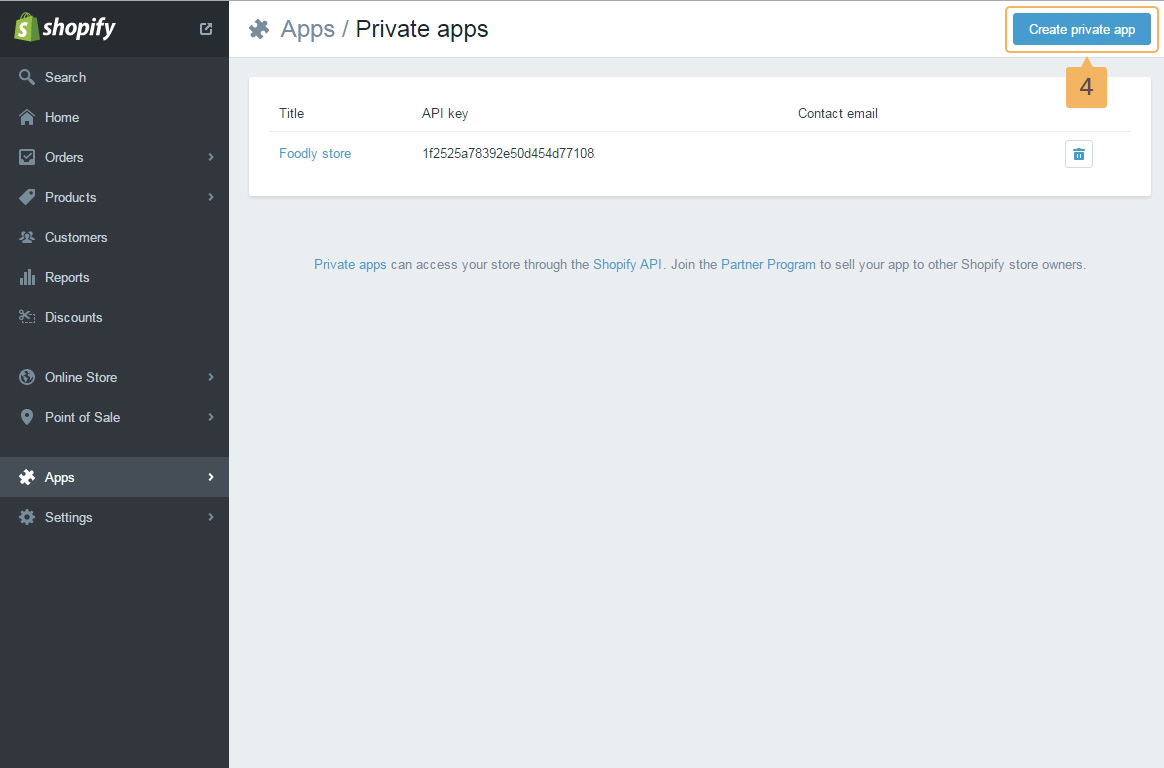 shopify
Apps / Private apps
Create private app
4
Search
Home
Orders
Products
Customers
Reports
Discounts
Online Store
Point of Sale
Apps
Settings
Title API key Contact email
Foodly store 1f2525a78392e50d454d77108
Private apps can access your store through the Shopify API. Join the Partner Program to sell your app to other Shopify store owners.